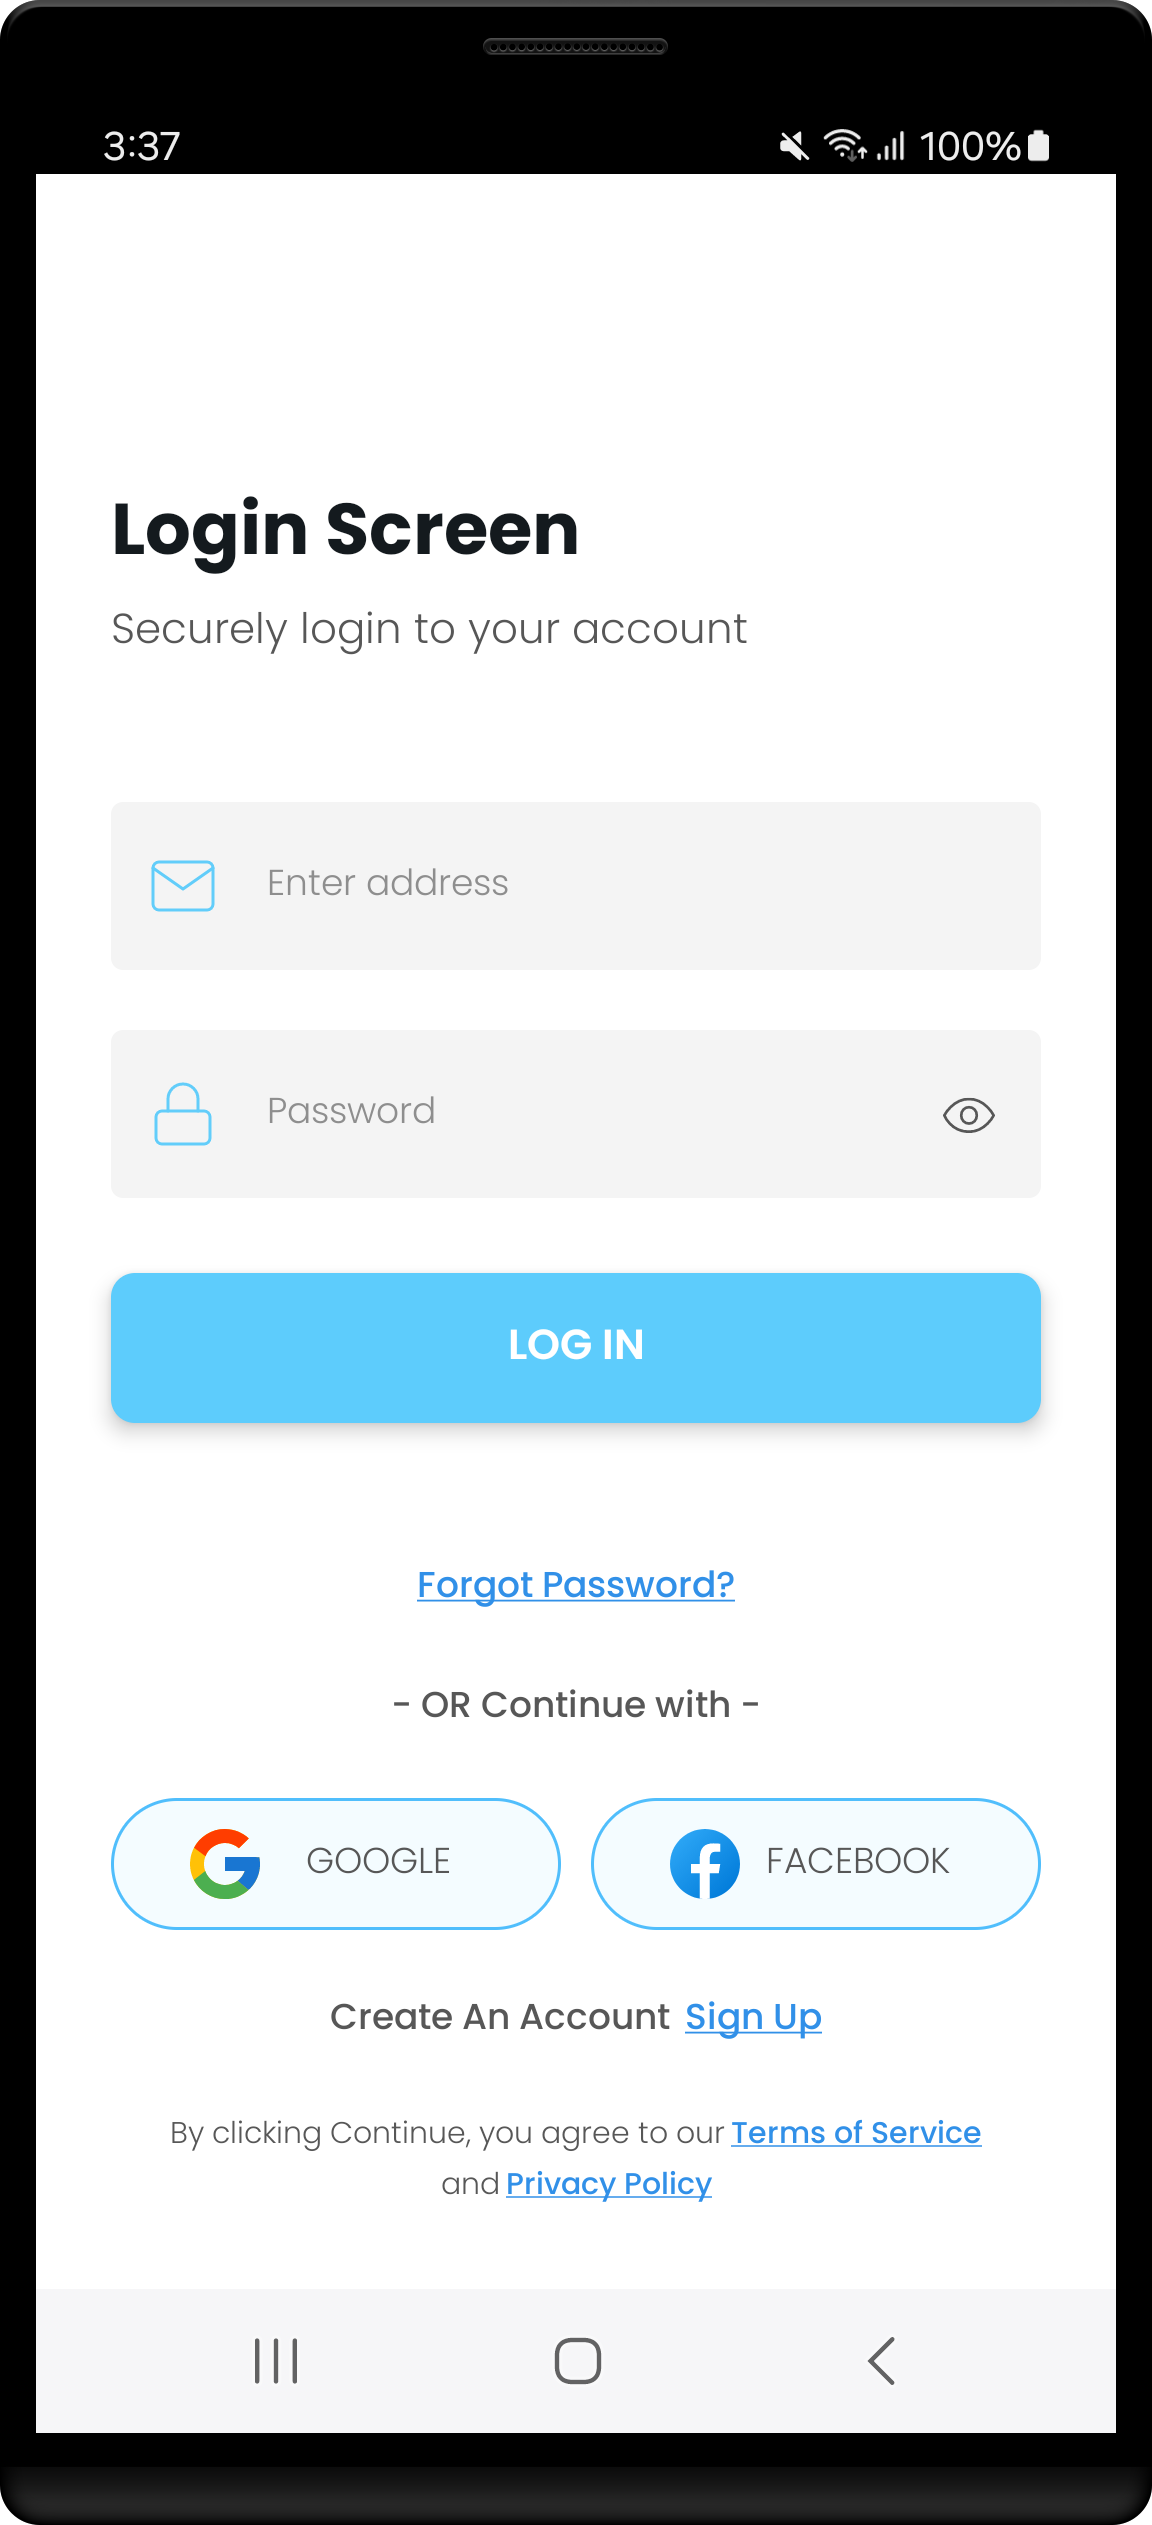 3:37 100%
Login Screen
Securely login to your account
Enter address
Password
LOG IN
Forgot Password?
- OR Continue with -
GOOGLE FACEBOOK
Create An Account Sign Up
By clicking Continue, you agree to our Terms of Service
and Privacy Policy